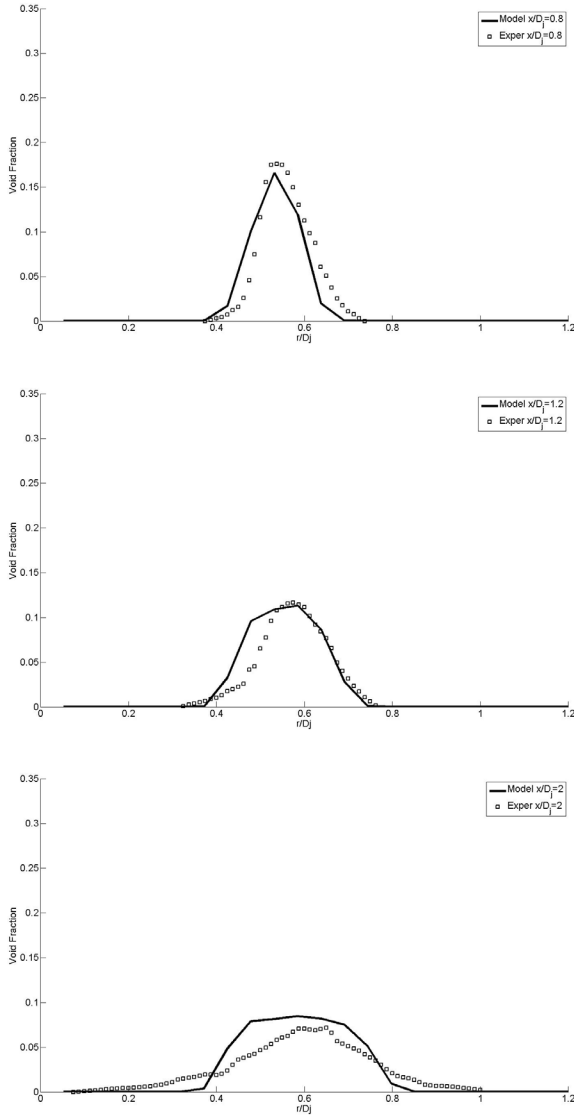 0.35
Model x/Dj=0.8
Exper x/Dj=0.8
0.3
0.25
0.2
Void Fraction
0.15
0.1
0.05
0
0 0.2 0.4 0.6 0.8 1 1.2
r/Dj
0.35
Model x/Dj=1.2
Exper x/Dj=1.2
0.3
0.25
0.2
Void Fraction
0.15
0.1
0.05
0
0 0.2 0.4 0.6 0.8 1 1.2
r/Dj
0.35
Model x/Dj=2
Exper x/Dj=2
0.3
0.25
0.2
Void Fraction
0.15
0.1
0.05
0
0 0.2 0.4 0.6 0.8 1 1.2
r/Dj